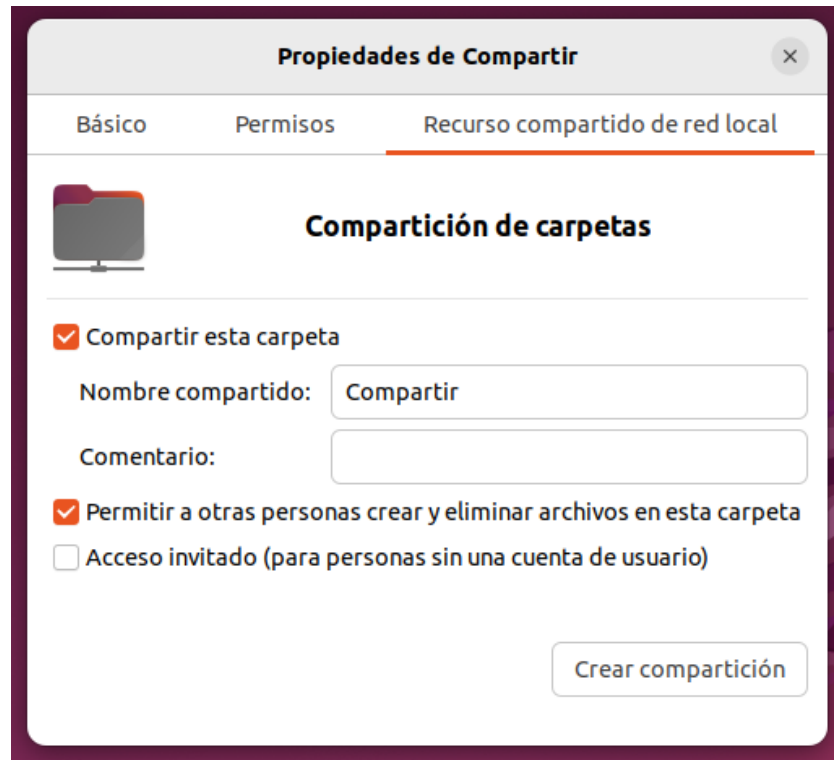 Propiedades de Compartir
Básico Permisos Recurso compartido de red local
Compartición de carpetas
Compartir esta carpeta
Nombre compartido: Compartir
Comentario:
Permitir a otras personas crear y eliminar archivos en esta carpeta
Acceso invitado (para personas sin una cuenta de usuario)
Crear compartición